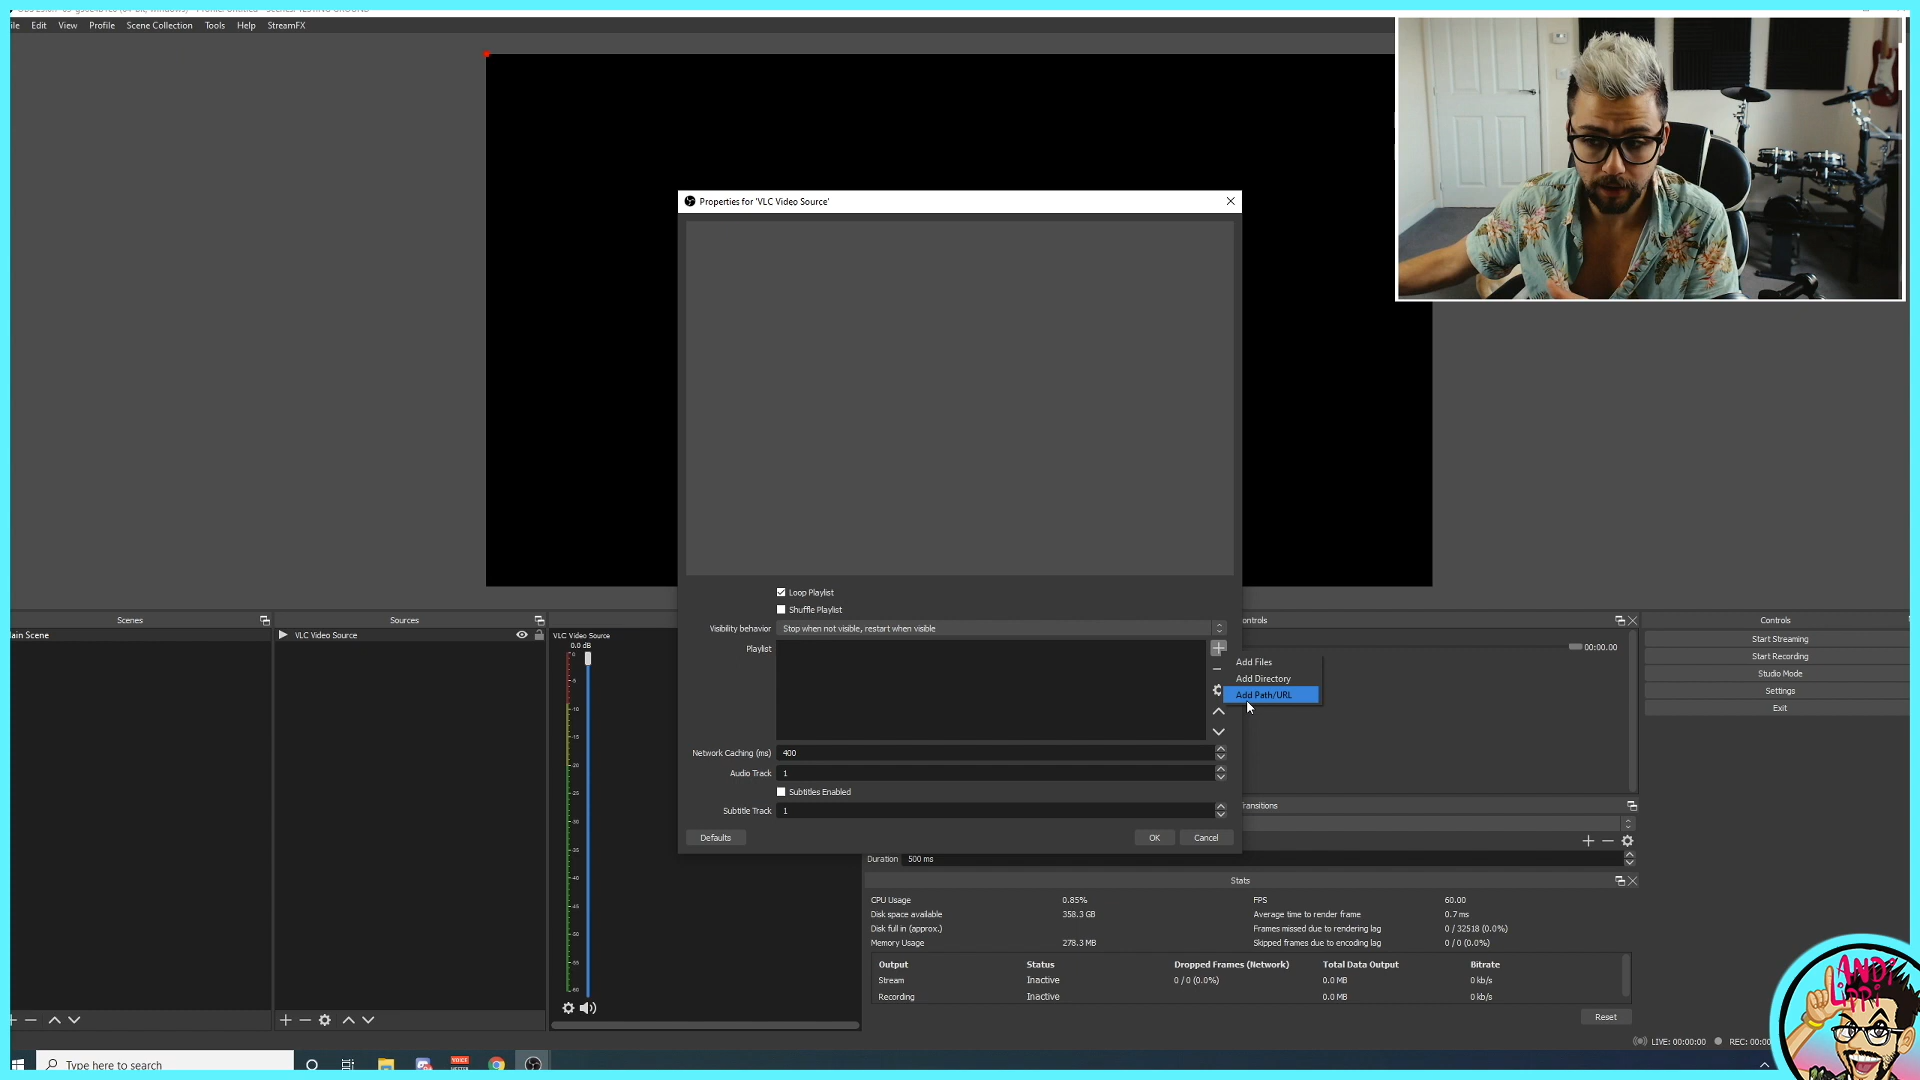 Edit View Profile Scene Collection Tools Help StreamFX
Properties for 'VLC Video Source'
Loop Playlist
Shuffle Playlist
Visibility behavior Stop when not visible, restart when visible
Playlist
Add Files
Add Directory
Add Path/URL
Network Caching (ms) 400
Audio Track 1
Subtitles Enabled
Subtitle Track 1
Defaults OK Cancel
Scenes
ain Scene
Sources
VLC Video Source
VLC Video Source
0.0 dB
ontrols
00:00.00
ransitions
Duration 500 ms
Stats
CPU Usage 0.85%
Disk space available 358.3 GB
Disk full in (approx.)
Memory Usage 278.3 MB
FPS 60.00
Average time to render frame 0.7 ms
Frames missed due to rendering lag 0 / 32518 (0.0%)
Skipped frames due to encoding lag 0 / 0 (0.0%)
Output Status Dropped Frames (Network) Total Data Output Bitrate
Stream Inactive 0 / 0 (0.0%) 0.0 MB 0 kb/s
Recording Inactive 0.0 MB 0 kb/s
Reset
Controls
Start Streaming
Start Recording
Studio Mode
Settings
Exit
LIVE: 00:00:00 REC: 00:00
Type here to search
ANDI
LIPPI